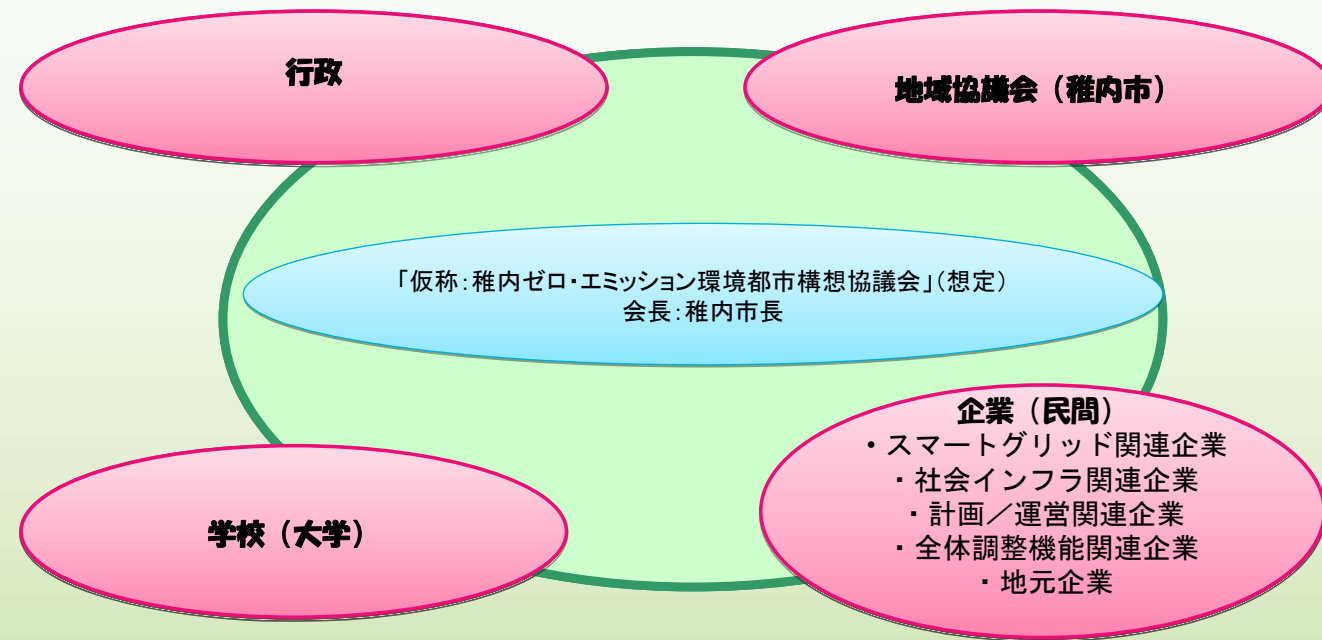 行政
地域協議会（稚内市）
「仮称：稚内ゼロ・エミッション環境都市構想協議会」（想定）
会長：稚内市長
企業（民間）
・スマートグリッド関連企業
・社会インフラ関連企業
・計画／運営関連企業
・全体調整機能関連企業
・地元企業
学校（大学）